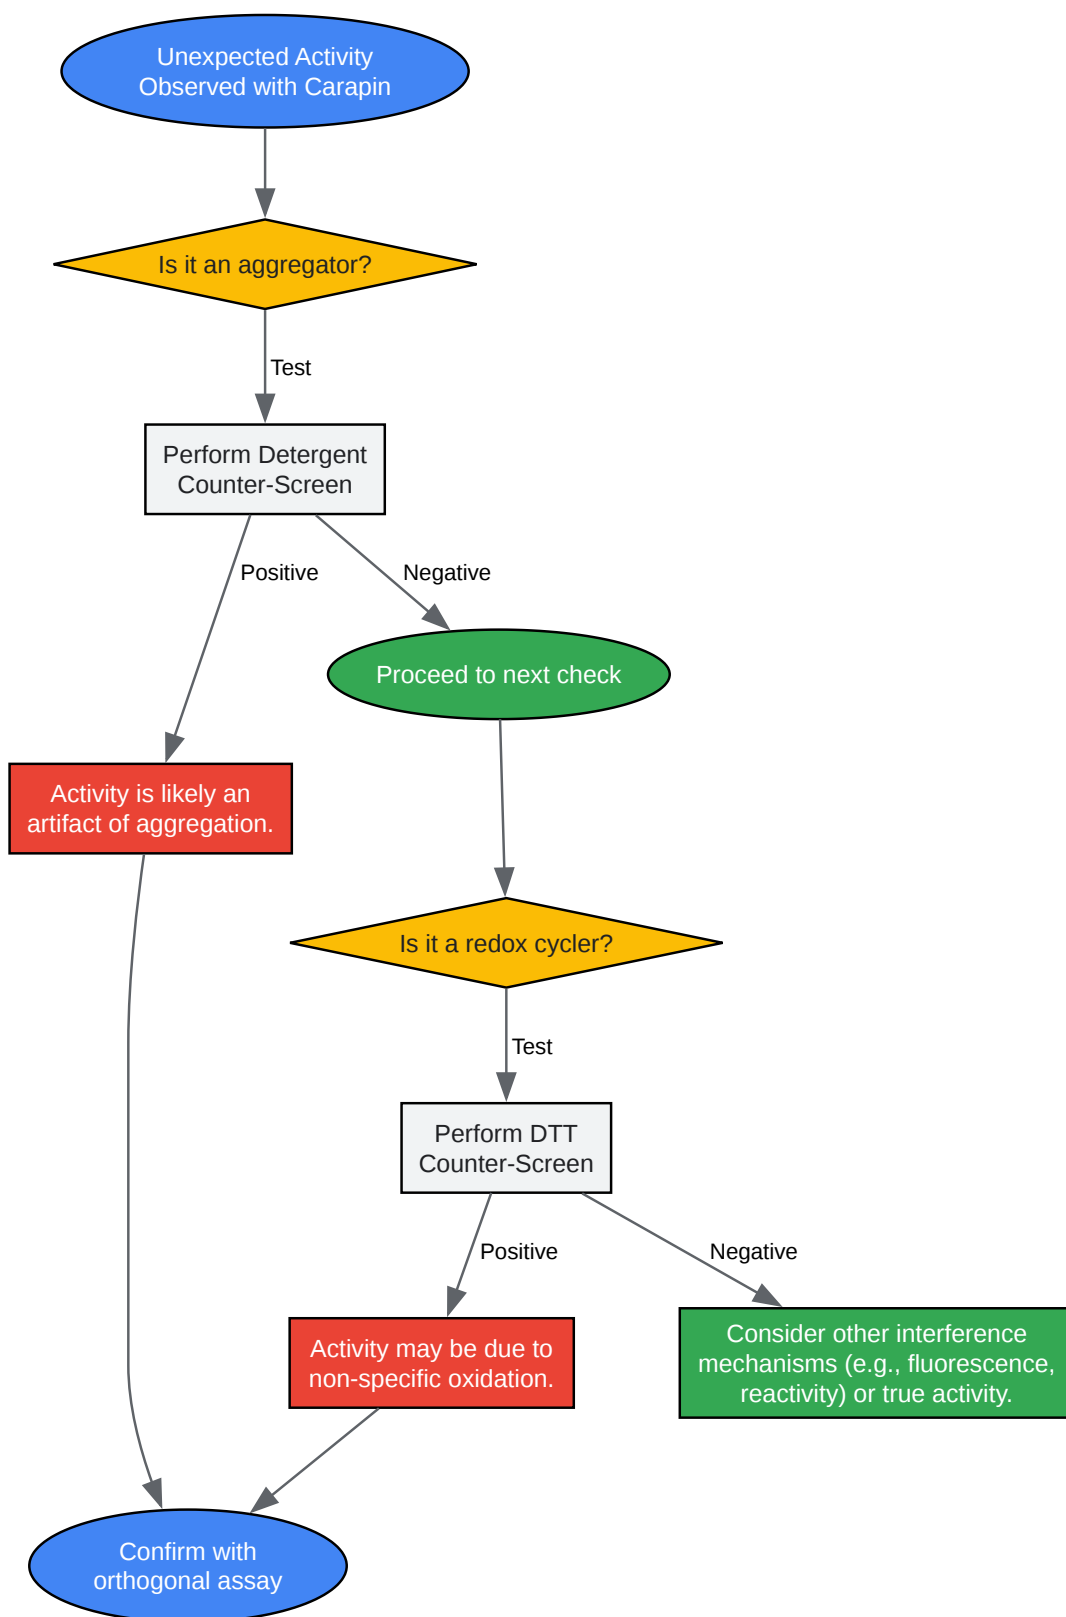 Unexpected Activity
Observed with Carapin
Is it an aggregator?
Test
Perform Detergent
Counter-Screen
Positive
Negative
Proceed to next check
Activity is likely an
artifact of aggregation.
Is it a redox cycler?
Test
Perform DTT
Counter-Screen
Positive
Negative
Activity may be due to
non-specific oxidation.
Consider other interference
mechanisms (e.g., fluorescence,
reactivity) or true activity.
Confirm with
orthogonal assay